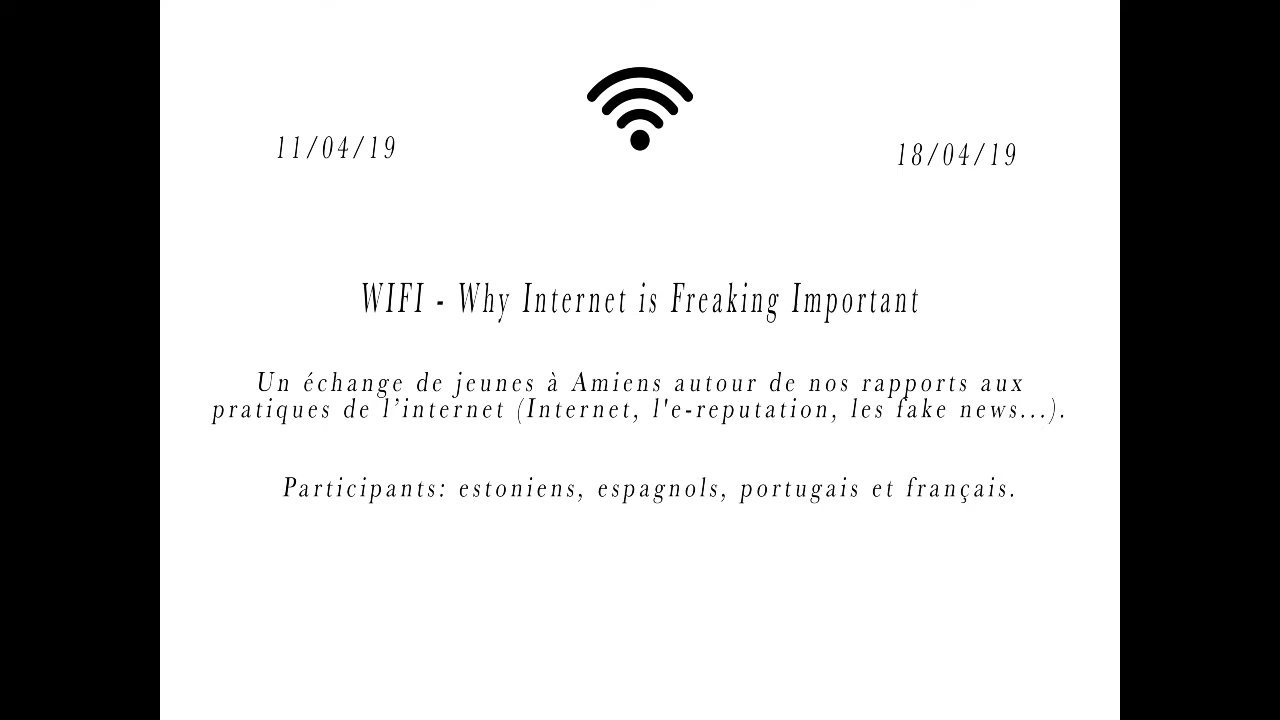 11/04/19
18/04/19
WIFI - Why Internet is Freaking Important
Un échange de jeunes à Amiens autour de nos rapports aux
pratiques de l’internet (Internet, l'e-reputation, les fake news...).
Participants: estoniens, espagnols, portugais et français.